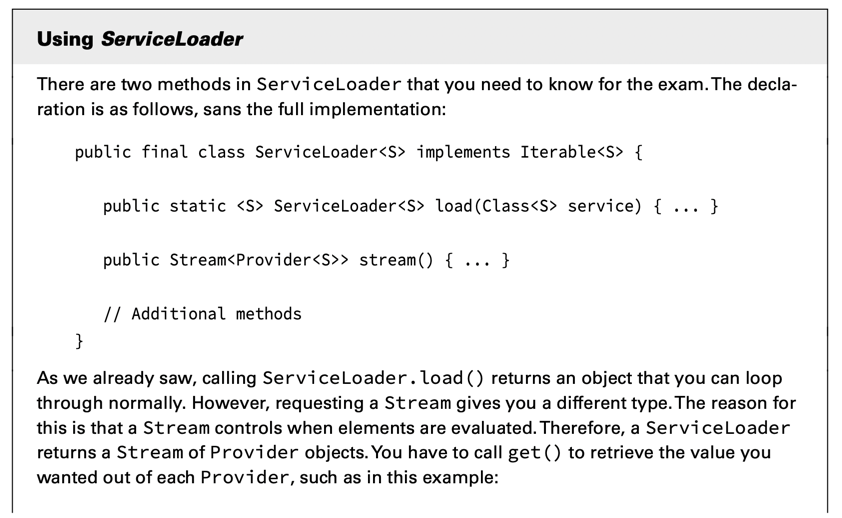 Using ServiceLoader
There are two methods in ServiceLoader that you need to know for the exam. The decla-
ration is as follows, sans the full implementation:
public final class ServiceLoader<S> implements Iterable<S> {
public static <S> ServiceLoader<S> load(Class<S> service) { ... }
public Stream<Provider<S>> stream() { ... }
// Additional methods
}
As we already saw, calling ServiceLoader.load() returns an object that you can loop
through normally. However, requesting a Stream gives you a different type. The reason for
this is that a Stream controls when elements are evaluated. Therefore, a ServiceLoader
returns a Stream of Provider objects. You have to call get() to retrieve the value you
wanted out of each Provider, such as in this example: